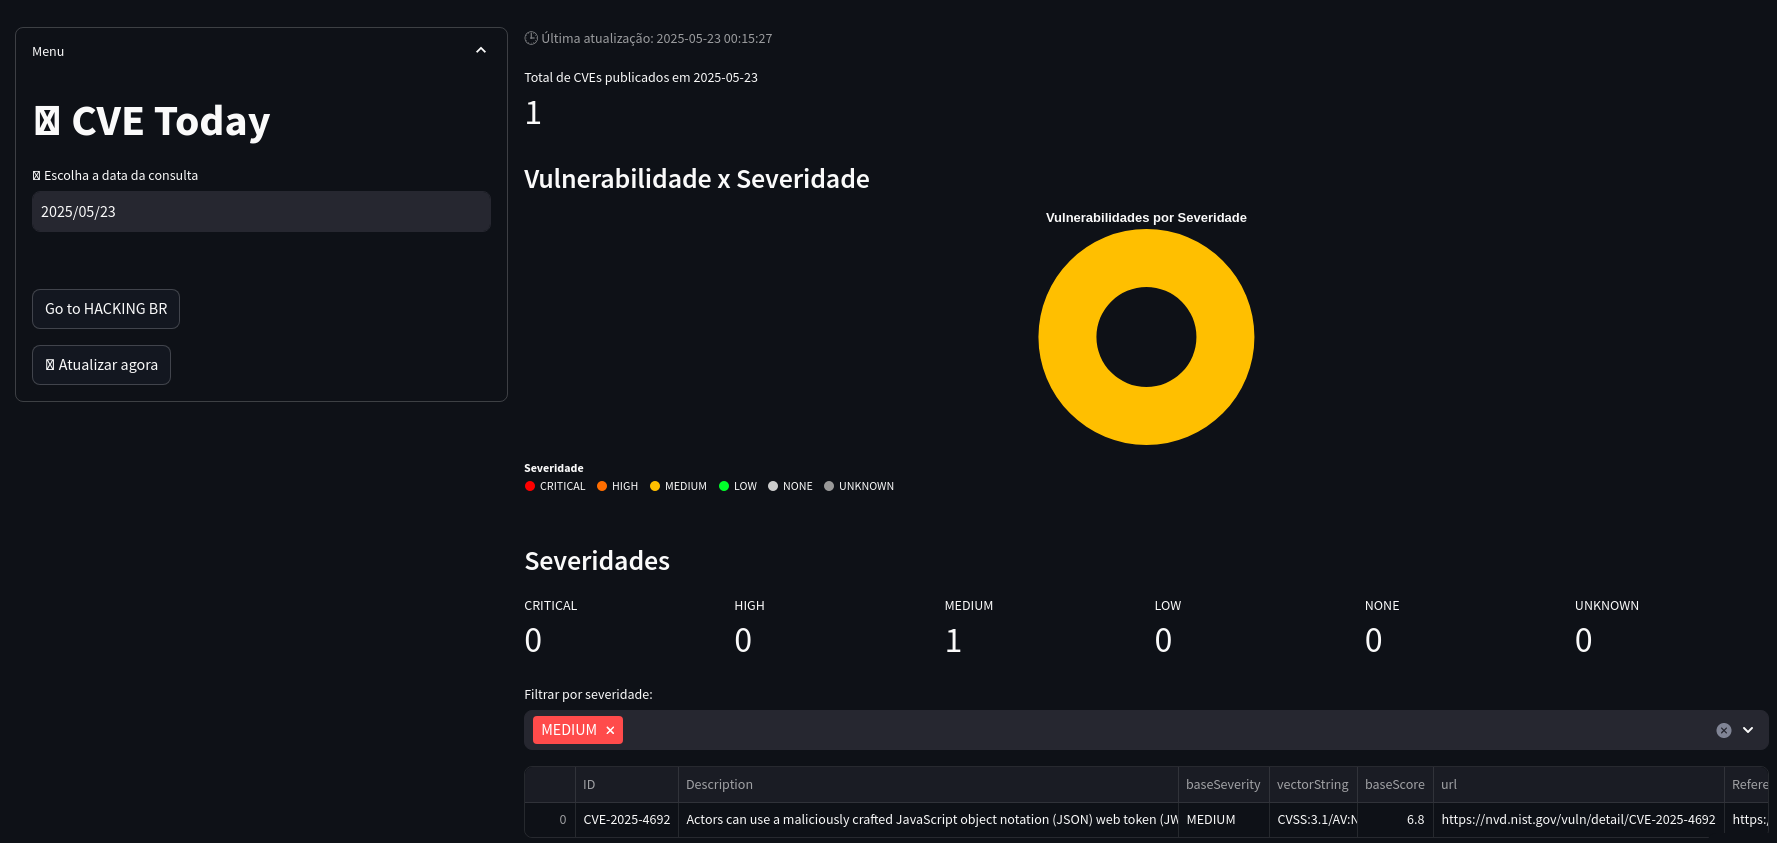 Menu
CVE Today
Escolha a data da consulta
2025/05/23
Go to HACKING BR
Atualizar agora
Última atualização: 2025-05-23 00:15:27
Total de CVEs publicados em 2025-05-23
1
Vulnerabilidade x Severidade
Vulnerabilidades por Severidade
Severidade
CRITICAL HIGH MEDIUM LOW NONE UNKNOWN
Severidades
CRITICAL HIGH MEDIUM LOW NONE UNKNOWN
0 0 1 0 0 0
Filtrar por severidade:
MEDIUM ×
ID Description baseSeverity vectorString baseScore url Refere
0 CVE-2025-4692 Actors can use a maliciously crafted JavaScript object notation (JSON) web token (JW MEDIUM CVSS:3.1/AV:N 6.8 https://nvd.nist.gov/vuln/detail/CVE-2025-4692 https:/